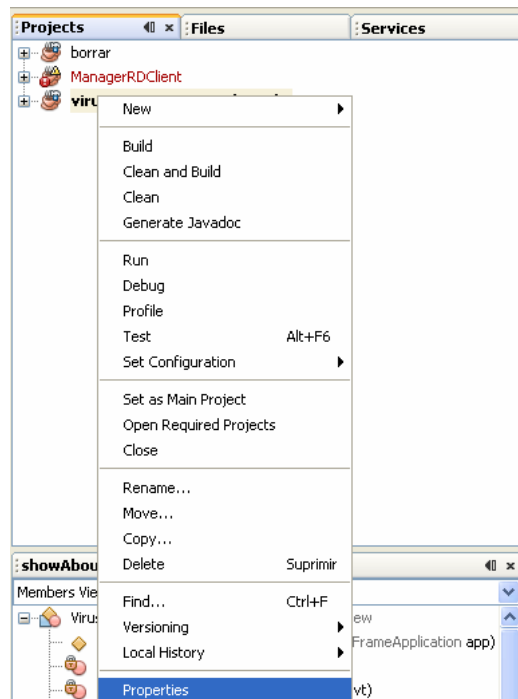 Projects Files Services
borrar
ManagerRDClient
viru
New
Build
Clean and Build
Clean
Generate Javadoc
Run
Debug
Profile
Test Alt+F6
Set Configuration
Set as Main Project
Open Required Projects
Close
Rename...
Move...
Copy...
Delete Suprimir
showAbou
Members Vie
Find... Ctrl+F
Viru ew
Versioning
FrameApplication app)
Local History
Properties vt)